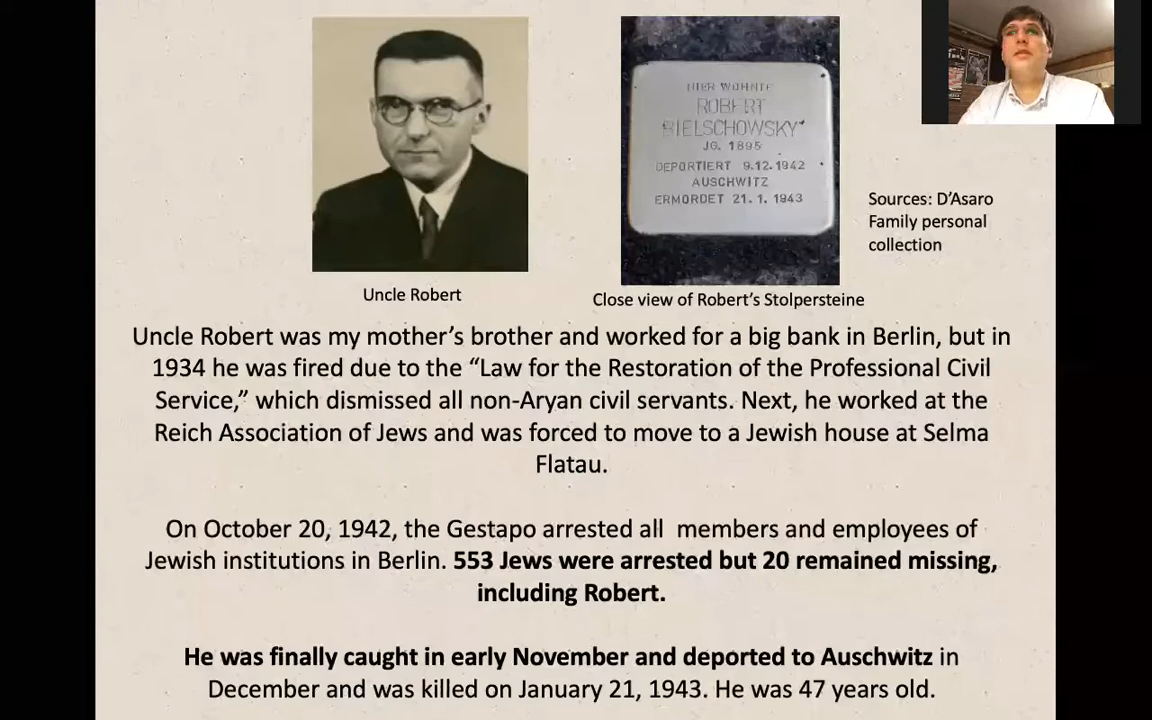 HIER WOHNTE
ROBERT
BIELSCHOWSKY
JG. 1895
DEPORTIERT 9.12.1942
AUSCHWITZ
ERMORDET 21.1.1943
Sources: D’Asaro
Family personal
collection
Uncle Robert
Close view of Robert’s Stolpersteine
Uncle Robert was my mother’s brother and worked for a big bank in Berlin, but in
1934 he was fired due to the “Law for the Restoration of the Professional Civil
Service,” which dismissed all non-Aryan civil servants. Next, he worked at the
Reich Association of Jews and was forced to move to a Jewish house at Selma
Flatau.
On October 20, 1942, the Gestapo arrested all members and employees of
Jewish institutions in Berlin. 553 Jews were arrested but 20 remained missing,
including Robert.
He was finally caught in early November and deported to Auschwitz in
December and was killed on January 21, 1943. He was 47 years old.